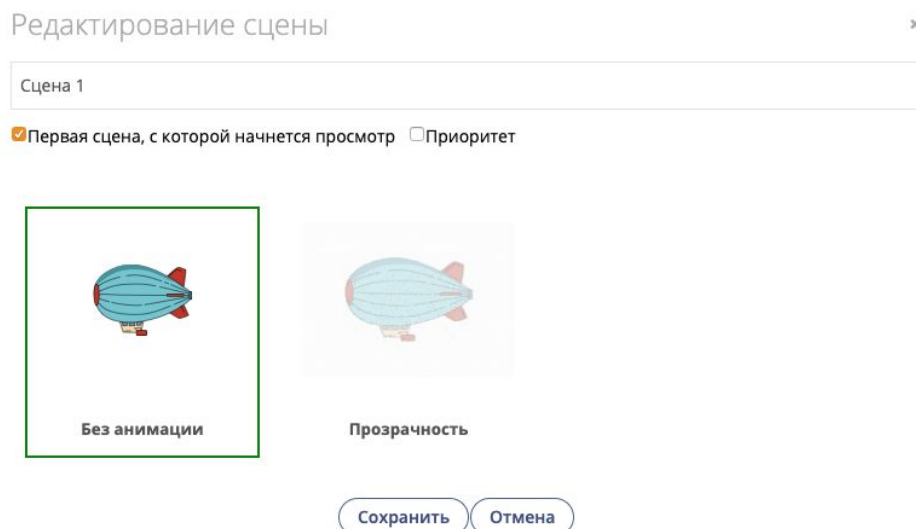 Редактирование сцены
Сцена 1
Первая сцена, с которой начнется просмотр Приоритет
Без анимации Прозрачность
Сохранить Отмена